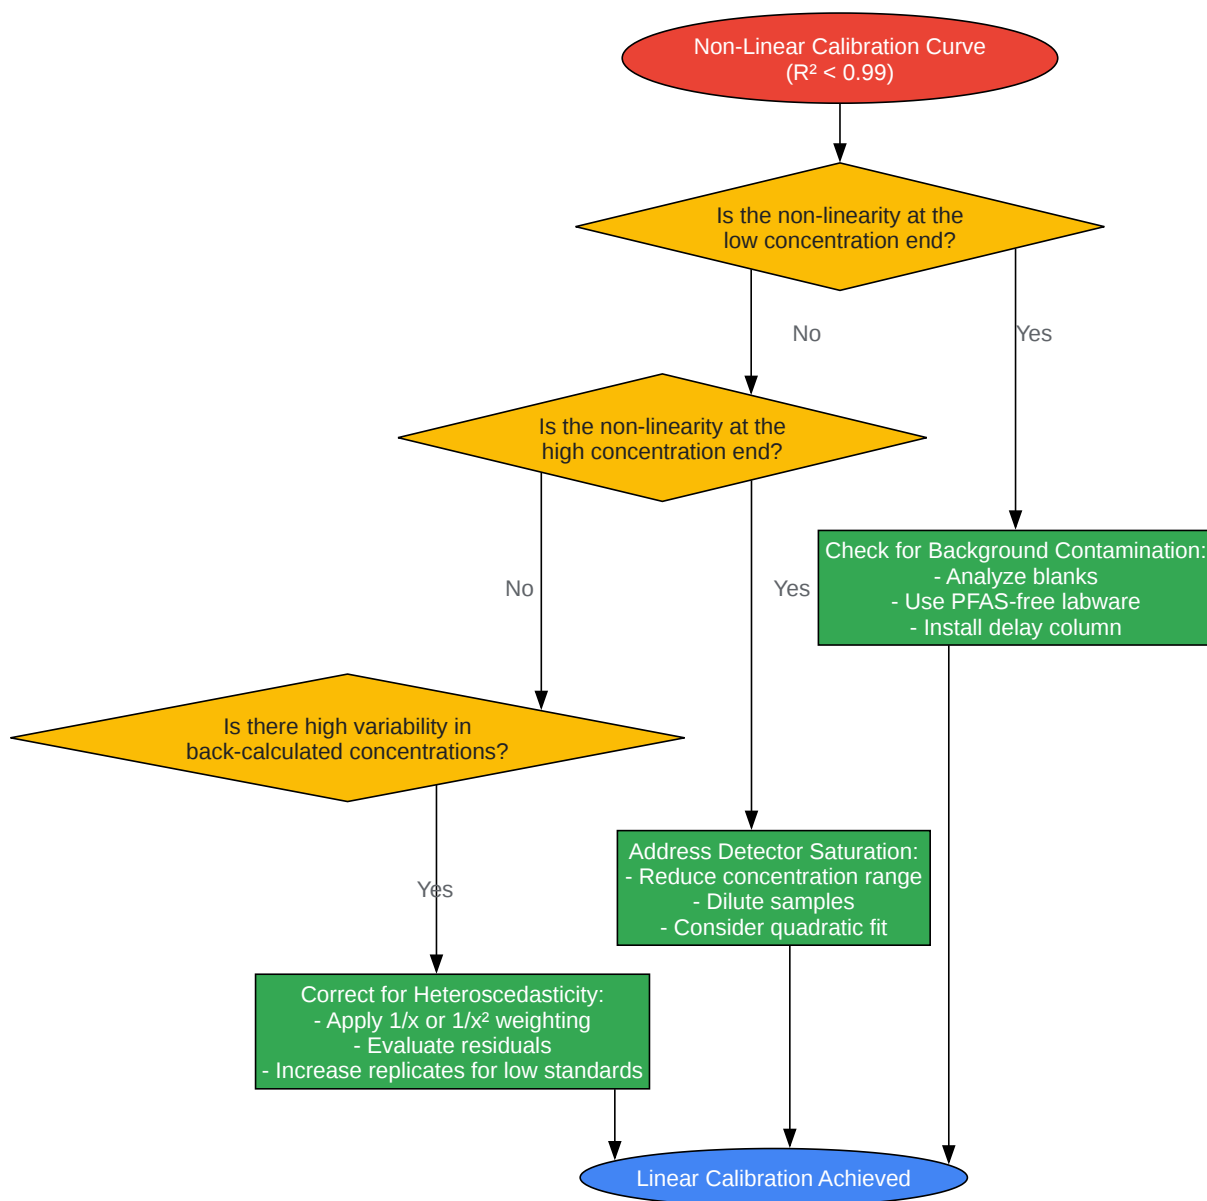 Non-Linear Calibration Curve
(R² < 0.99)
Is the non-linearity at the
low concentration end?
No
Yes
Is the non-linearity at the
high concentration end?
Check for Background Contamination:
- Analyze blanks
- Use PFAS-free labware
- Install delay column
No
Yes
Is there high variability in
back-calculated concentrations?
Address Detector Saturation:
- Reduce concentration range
- Dilute samples
- Consider quadratic fit
Yes
Correct for Heteroscedasticity:
- Apply 1/x or 1/x² weighting
- Evaluate residuals
- Increase replicates for low standards
Linear Calibration Achieved